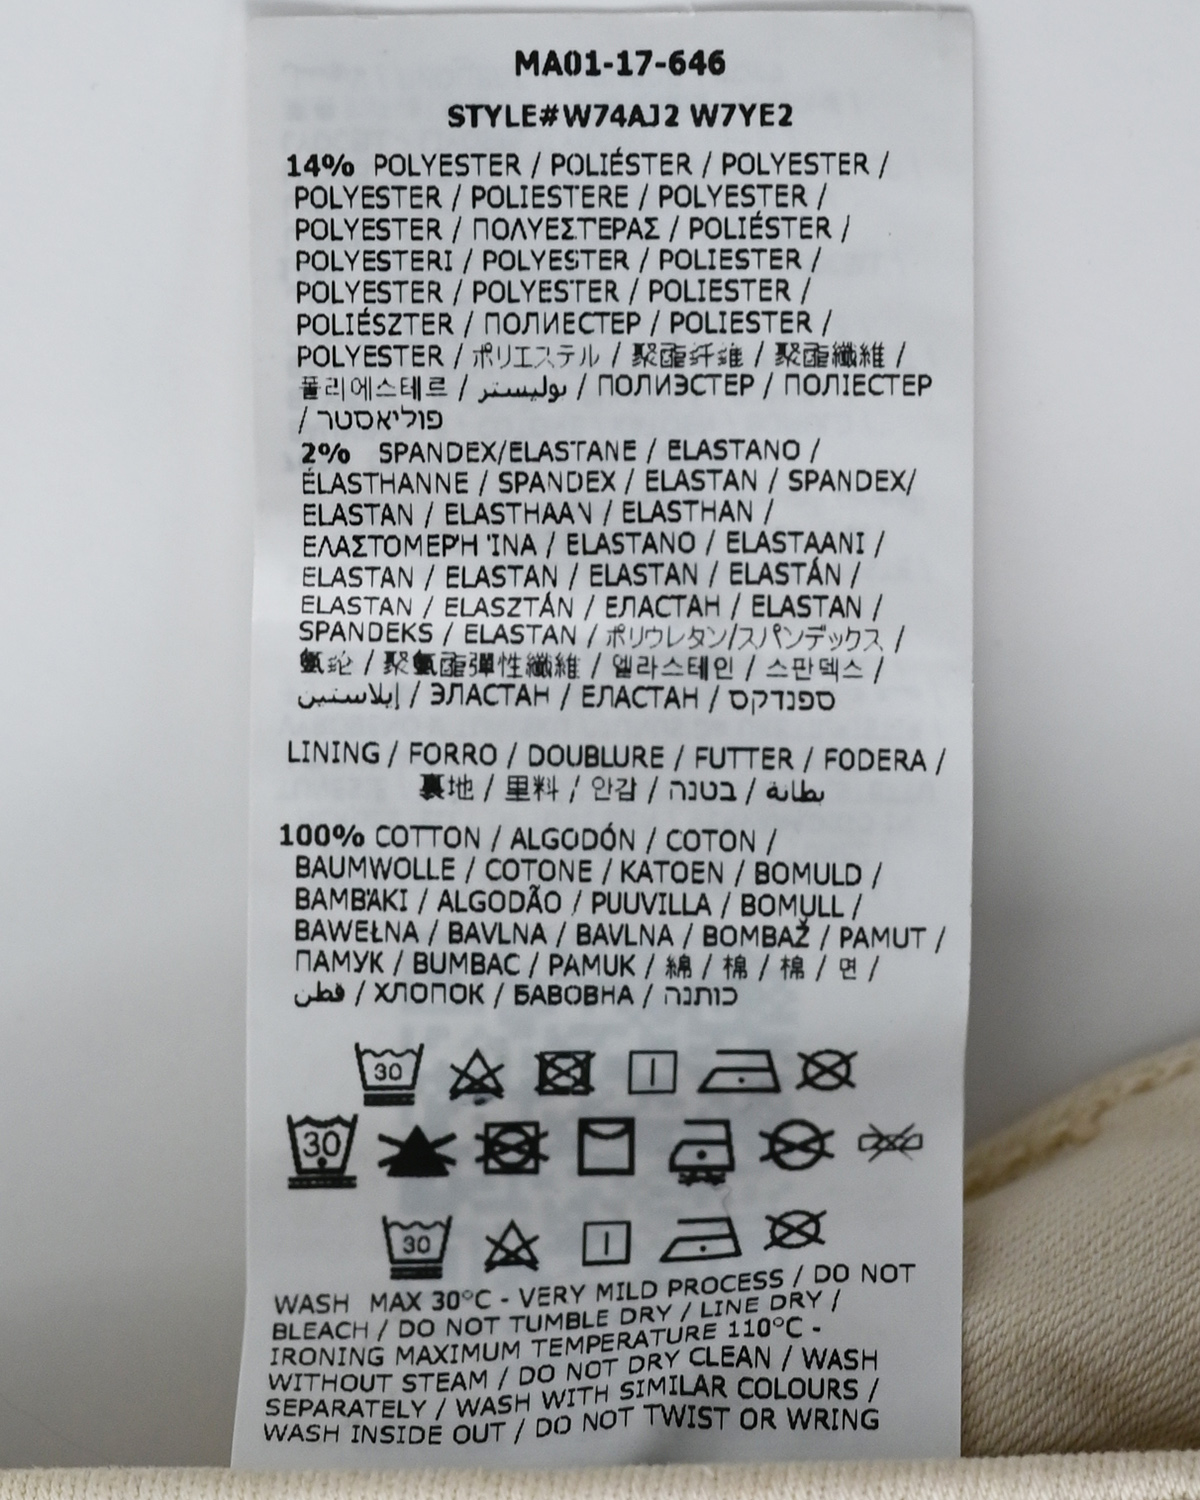 MA01-17-646
STYLE#W74AJ2 W7YE2
14% POLYESTER / POLIÉSTER / POLYESTER /
POLYESTER / POLIESTERE / POLYESTER /
POLYESTER / ΠΟΛΥΕΣΤΕΡΑΣ / POLIÉSTER /
POLYESTERI / POLYESTER / POLIESTER /
POLYESTER / POLYESTER / POLIESTER /
POLIÉSZTER / ПОЛИЕСТЕР / POLIESTER /
POLYESTER / ポリエステル / 聚酯纤维 / 聚酯纖維 /
폴리에스테르 / بوليستر / ПОЛИЭСТЕР / ПОЛІЕСТЕР
/ פוליאסטר
2% SPANDEX/ELASTANE / ELASTANO /
ÉLASTHANNE / SPANDEX / ELASTAN / SPANDEX/
ELASTAN / ELASTHAAN / ELASTHAN /
ΕΛΑΣΤΟΜΕΡΉ ΊΝΑ / ELASTANO / ELASTAANI /
ELASTAN / ELASTAN / ELASTAN / ELASTÁN /
ELASTAN / ELASZTÁN / ЕЛАСТАН / ELASTAN /
SPANDEKS / ELASTAN / ポリウレタン/スパンデックス /
氨纶 / 聚氨酯彈性纖維 / 엘라스테인 / 스판덱스 /
إيلاستين / ЭЛАСТАН / ЕЛАСТАН / ספנדקס
LINING / FORRO / DOUBLURE / FUTTER / FODERA /
裏地 / 里料 / 안감 / בטנה / بطانة
100% COTTON / ALGODÓN / COTON /
BAUMWOLLE / COTONE / KATOEN / BOMULD /
ΒΑΜΒΆΚΙ / ALGODÃO / PUUVILLA / BOMULL /
BAWEŁNA / BAVLNA / BAVLNA / BOMBAŽ / PAMUT /
ПАМУК / BUMBAC / PAMUK / 綿 / 棉 / 棉 / 면 /
قطن / ХЛОПОК / БАВОВНА / כותנה
30
30
30
WASH MAX 30°C - VERY MILD PROCESS / DO NOT
BLEACH / DO NOT TUMBLE DRY / LINE DRY /
IRONING MAXIMUM TEMPERATURE 110°C -
WITHOUT STEAM / DO NOT DRY CLEAN / WASH
SEPARATELY / WASH WITH SIMILAR COLOURS /
WASH INSIDE OUT / DO NOT TWIST OR WRING